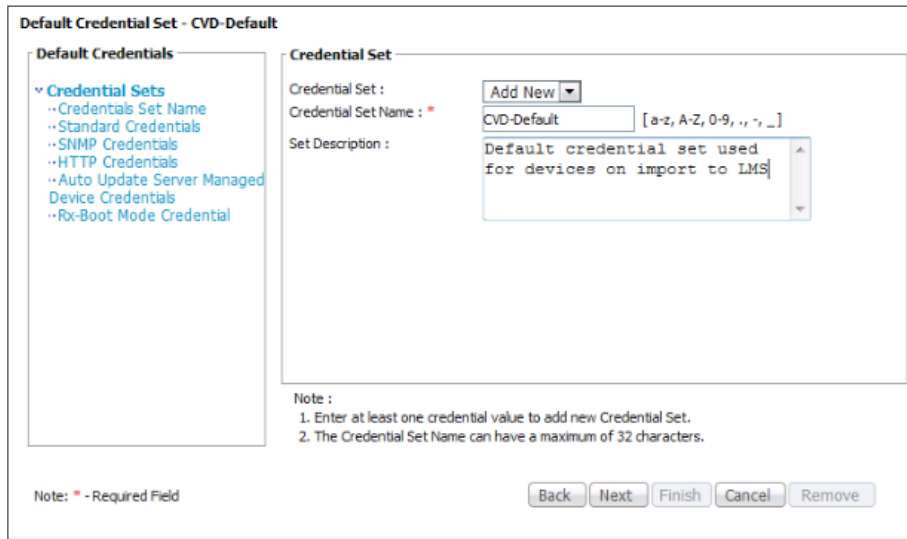 Default Credential Set - CVD-Default
Default Credentials
Credential Sets
Credentials Set Name
Standard Credentials
SNMP Credentials
HTTP Credentials
Auto Update Server Managed
Device Credentials
Rx-Boot Mode Credential
Credential Set
Credential Set :
Add New
Credential Set Name : *
CVD-Default
[ a-z, A-Z, 0-9, ., -, _ ]
Set Description :
Default credential set used
for devices on import to LMS
Note :
1. Enter at least one credential value to add new Credential Set.
2. The Credential Set Name can have a maximum of 32 characters.
Note: * - Required Field
Back
Next
Finish
Cancel
Remove